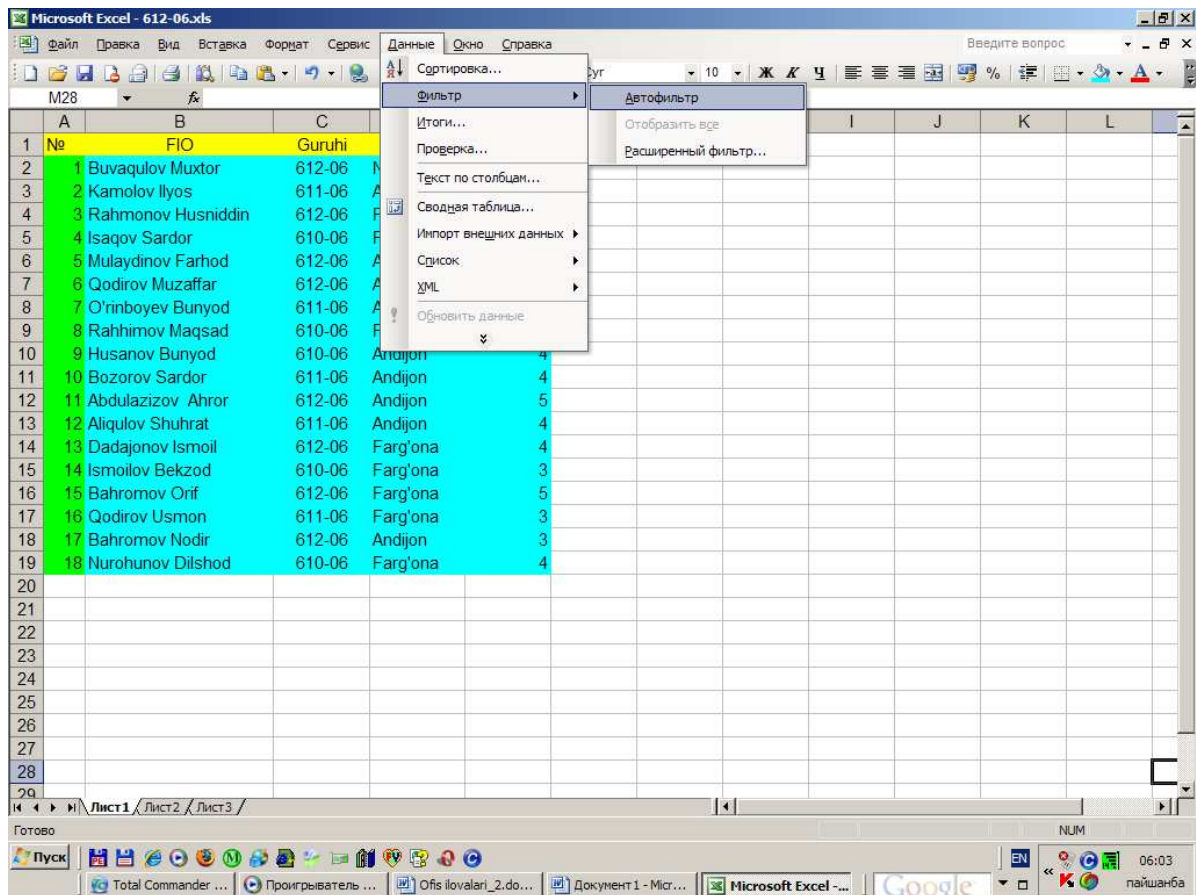 Microsoft Excel - 612-06.xls
Файл Правка Вид Вставка Формат Сервис Данные Окно Справка Введите вопрос
10 Ж К Ч %
M28 fx
Сортировка...
Фильтр
Итоги...
Проверка...
Текст по столбцам...
Сводная таблица...
Импорт внешних данных
Список
XML
Обновить данные
Автофильтр
Отобразить все
Расширенный фильтр...
A B C I J K L
1 № FIO Guruhi
2 1 Buvaqulov Muxtor 612-06
3 2 Kamolov Ilyos 611-06
4 3 Rahmonov Husniddin 612-06
5 4 Isaqov Sardor 610-06
6 5 Mulaydinov Farhod 612-06
7 6 Qodirov Muzaffar 612-06
8 7 O'rinboyev Bunyod 611-06
9 8 Rahhimov Maqsad 610-06
10 9 Husanov Bunyod 610-06 Andijon 4
11 10 Bozorov Sardor 611-06 Andijon 4
12 11 Abdulazizov Ahror 612-06 Andijon 5
13 12 Aliqulov Shuhrat 611-06 Andijon 4
14 13 Dadajonov Ismoil 612-06 Farg'ona 4
15 14 Ismoilov Bekzod 610-06 Farg'ona 3
16 15 Bahromov Orif 612-06 Farg'ona 5
17 16 Qodirov Usmon 611-06 Farg'ona 3
18 17 Bahromov Nodir 612-06 Andijon 3
19 18 Nurohunov Dilshod 610-06 Farg'ona 4
20
21
22
23
24
25
26
27
28
29
Лист1 Лист2 Лист3
Готово NUM
Пуск EN 06:03
Total Commander ... Проигрыватель ... Ofis ilovalari_2.do... Документ1 - Micr... Microsoft Excel -... Google пайшанба